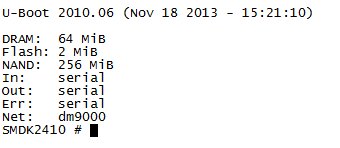 U-Boot 2010.06 (Nov 18 2013 - 15:21:10)
DRAM:  64 MiB
Flash: 2 MiB
NAND:  256 MiB
In:    serial
Out:   serial
Err:   serial
Net:   dm9000
SMDK2410 #